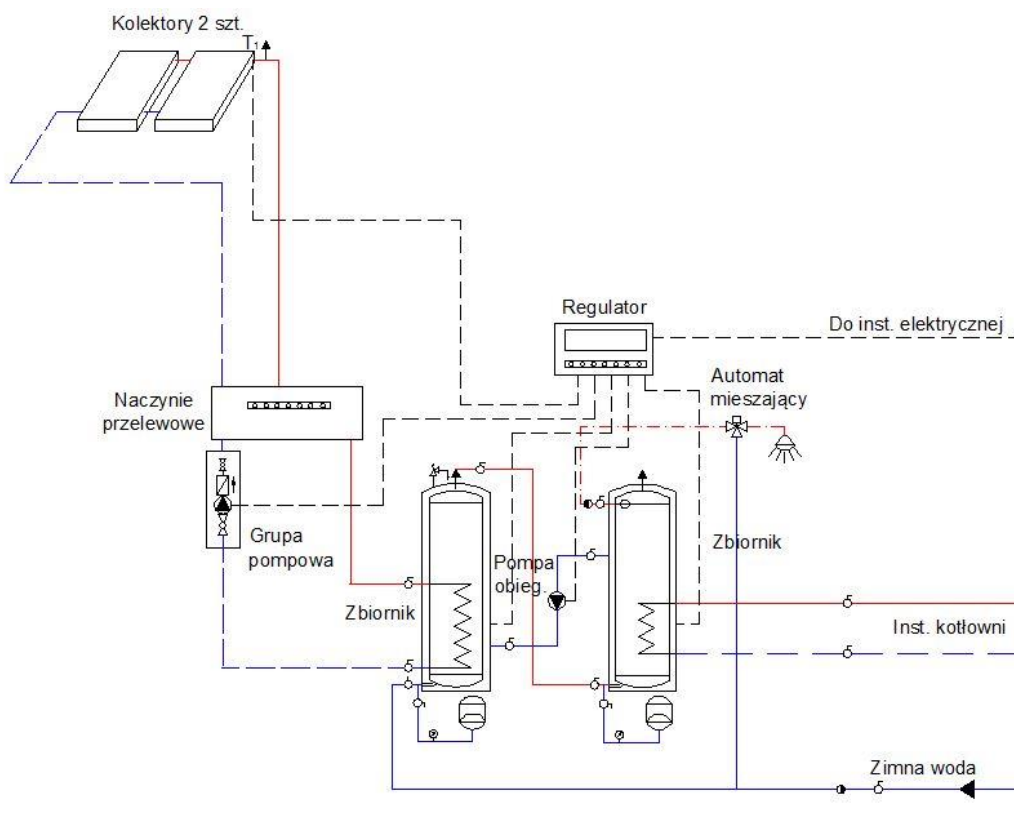 Kolektory 2 szt.
T1
Regulator
Do inst. elektrycznej
Automat
mieszający
Naczynie
przelewowe
Grupa
pompowa
Pompa
obieg.
Zbiornik
Zbiornik
Inst. kotłowni
Zimna woda